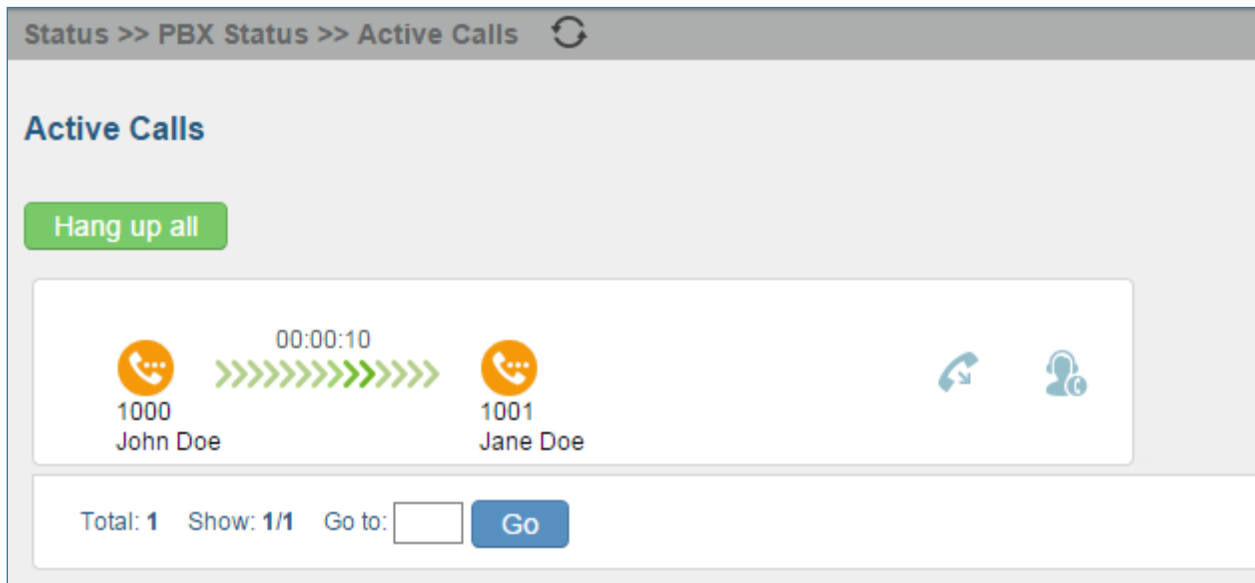 Status >> PBX Status >> Active Calls
Active Calls
Hang up all
00:00:10
1000 1001
John Doe Jane Doe
Total: 1 Show: 1/1 Go to: Go